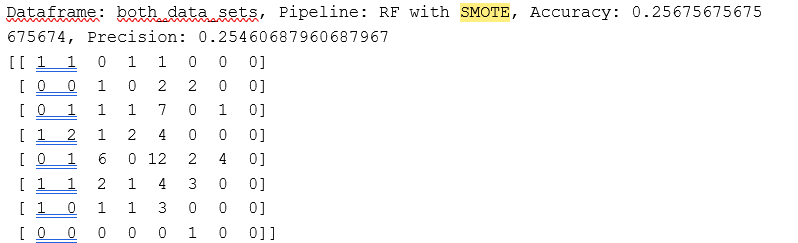 Dataframe: both_data_sets, Pipeline: RF with SMOTE, Accuracy: 0.25675675675
675674, Precision: 0.25460687960687967
[[ 1  1  0  1  1  0  0  0]
 [ 0  0  1  0  2  2  0  0]
 [ 0  1  1  1  7  0  1  0]
 [ 1  2  1  2  4  0  0  0]
 [ 0  1  6  0 12  2  4  0]
 [ 1  1  2  1  4  3  0  0]
 [ 1  0  1  1  3  0  0  0]
 [ 0  0  0  0  0  1  0  0]]